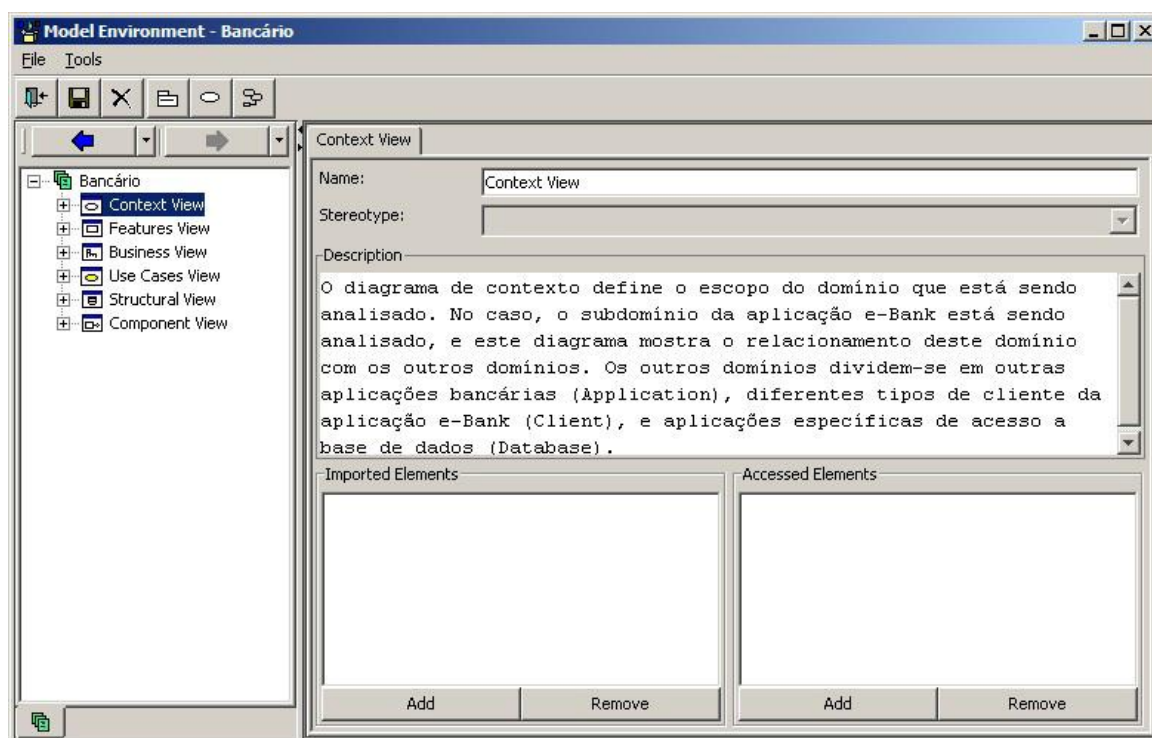 Model Environment - Bancário
File Tools
Context View
Bancário
Context View
Features View
Business View
Use Cases View
Structural View
Component View
Name:
Context View
Stereotype:
Description
O diagrama de contexto define o escopo do domínio que está sendo
analisado. No caso, o subdomínio da aplicação e-Bank está sendo
analisado, e este diagrama mostra o relacionamento deste domínio
com os outros domínios. Os outros domínios dividem-se em outras
aplicações bancárias (Application), diferentes tipos de cliente da
aplicação e-Bank (Client), e aplicações específicas de acesso a
base de dados (Database).
Imported Elements
Accessed Elements
Add Remove
Add Remove